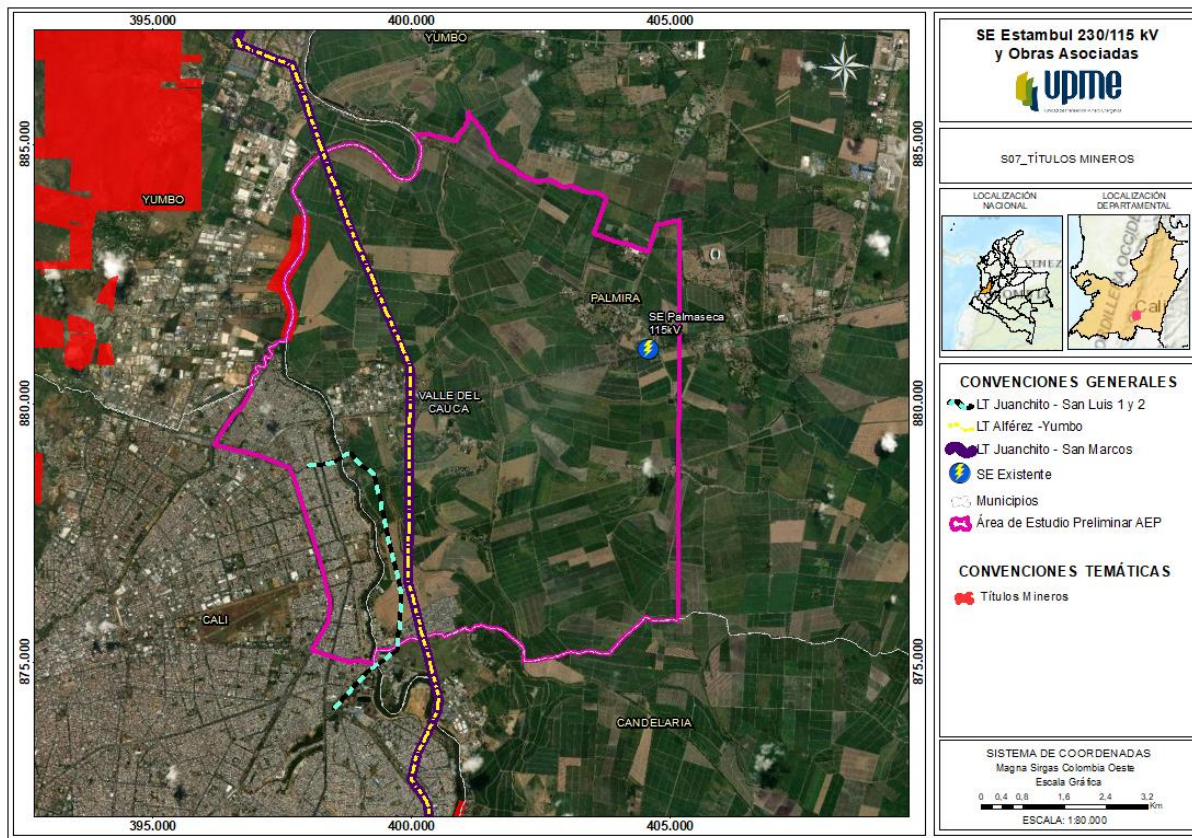 395.000
400.000
405.000
YUMBO
885.000
885.000
YUMBO
PALMIRA
SE Palmaseca
115kV
880.000
880.000
VALLE DEL
CAUCA
CALI
875.000
875.000
CANDELARIA
395.000
400.000
405.000
SE Estambul 230/115 kV
y Obras Asociadas
upme
S07_TÍTULOS MINEROS
LOCALIZACIÓN
NACIONAL
LOCALIZACIÓN
DEPARTAMENTAL
VENEZ
CORDILLERA OCCIDE
Cali
CONVENCIONES GENERALES
LT Juanchito - San Luis 1 y 2
LT Alférez -Yumbo
LT Juanchito - San Marcos
SE Existente
Municipios
Área de Estudio Preliminar AEP
CONVENCIONES TEMÁTICAS
Títulos Mineros
SISTEMA DE COORDENADAS
Magna Sirgas Colombia Oeste
Escala Gráfica
0 0,4 0,8 1,6 2,4 3,2
Km
ESCALA: 1:80.000